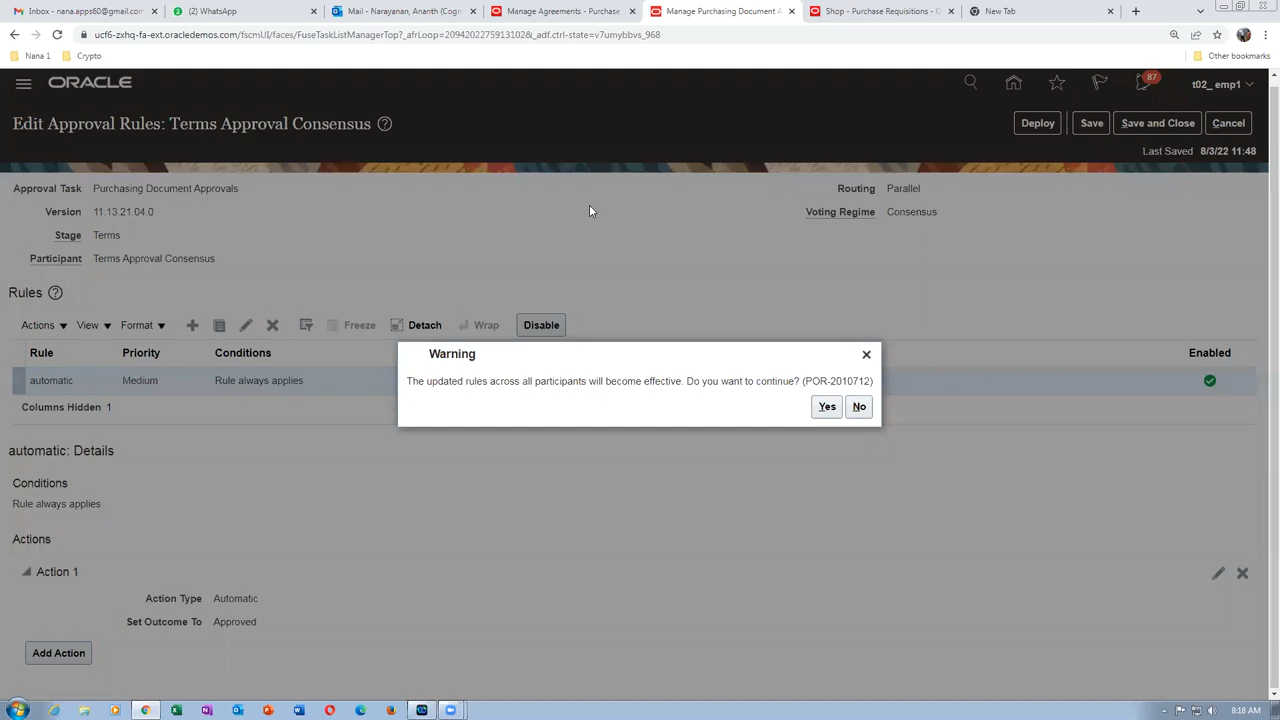 Inbox - nana.apps60@gmail.com
(2) WhatsApp
Mail - Narayanan, Ananth (Cogn
Manage Agreements - Purchase
Manage Purchasing Document A
Shop - Purchase Requisitions - O
New Tab
ucf6-zxhq-fa-ext.oracledemos.com/fscmUI/faces/FuseTaskListManagerTop?_afrLoop=20942022759131028&_adf.ctrl-state=v7umybbvs_968
Nana 1
Crypto
Other bookmarks
ORACLE
87
t02_ emp1
Edit Approval Rules: Terms Approval Consensus
Deploy
Save
Save and Close
Cancel
Last Saved 8/3/22 11:48
Approval Task Purchasing Document Approvals
Routing Parallel
Version 11.13.21 04.0
Voting Regime Consensus
Stage Terms
Participant Terms Approval Consensus
Rules
Actions View Format Freeze Detach Wrap Disable
Rule Priority Conditions Enabled
automatic Medium Rule always applies
Columns Hidden 1
Warning
The updated rules across all participants will become effective. Do you want to continue? (POR-2010712)
Yes No
automatic: Details
Conditions
Rule always applies
Actions
Action 1
Action Type Automatic
Set Outcome To Approved
Add Action
8:18 AM